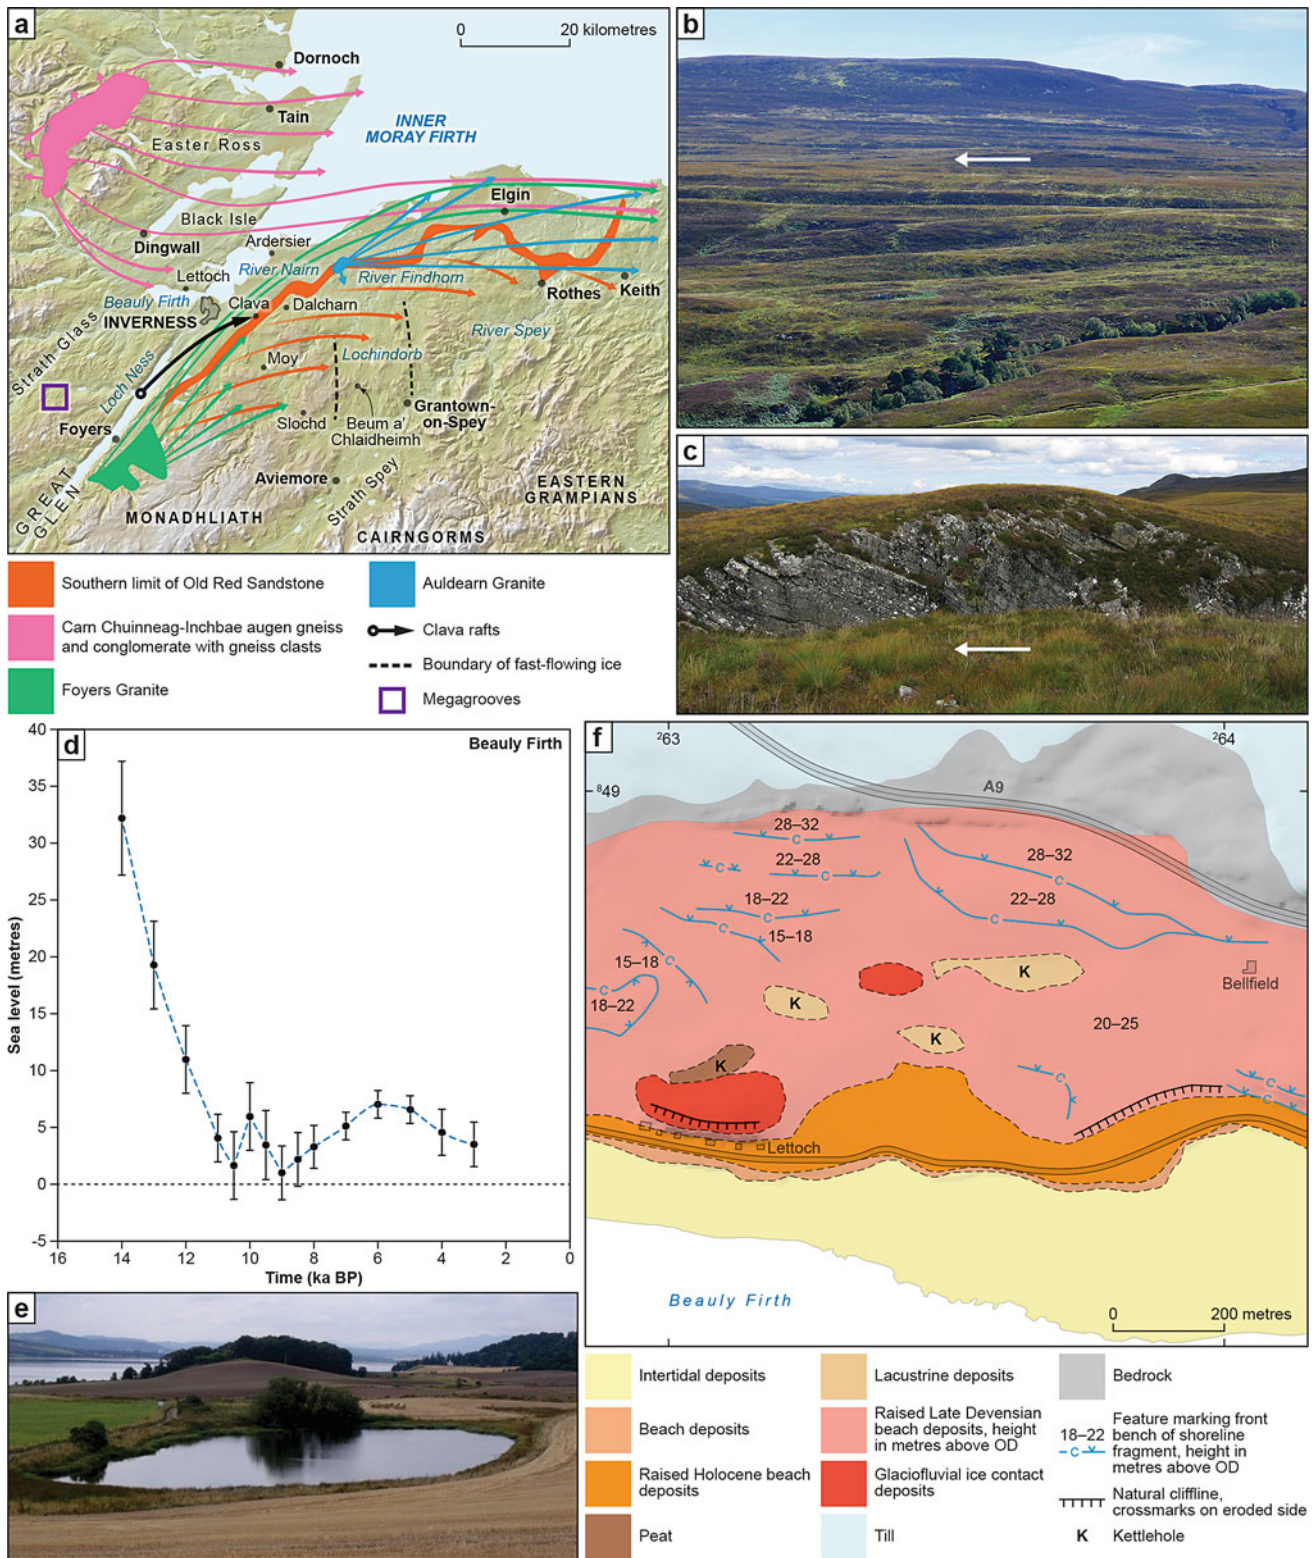 a
0
20 kilometres
Dornoch
Tain
INNER
MORAY FIRTH
Easter Ross
Black Isle
Elgin
Dingwall
Ardersier
Lettoch
River Nairn
River Findhorn
Beauly Firth
Clava
Dalcharn
Rothes
Keith
INVERNESS
River Spey
Strath Glass
Loch Ness
Moy
Lochindorb
Foyers
Slochd
Beum a'
Chlaidheimh
Grantown-
on-Spey
Aviemore
Strath Spey
EASTERN
GRAMPIANS
GREAT
GLEN
MONADHLIATH
CAIRNGORMS
Southern limit of Old Red Sandstone
Carn Chuinneag-Inchbae augen gneiss
and conglomerate with gneiss clasts
Foyers Granite
Auldearn Granite
Clava rafts
Boundary of fast-flowing ice
Megagrooves
b
c
d
Beauly Firth
Sea level (metres)
40
35
30
25
20
15
10
5
0
-5
16
14
12
10
8
6
4
2
0
Time (ka BP)
e
f
²63
²64
⁸49
A9
28–32
28–32
22–28
C
C
C
C
22–28
18–22
C
C
C
15–18
15–18
C
C
18–22
K
K
K
K
Bellfield
20–25
C
C
C
Lettoch
Beauly Firth
0
200 metres
Intertidal deposits
Beach deposits
Raised Holocene beach
deposits
Peat
Lacustrine deposits
Raised Late Devensian
beach deposits, height
in metres above OD
Glaciofluvial ice contact
deposits
Till
Bedrock
18–22
C
Feature marking front
bench of shoreline
fragment, height in
metres above OD
Natural cliffline,
crossmarks on eroded side
K
Kettlehole